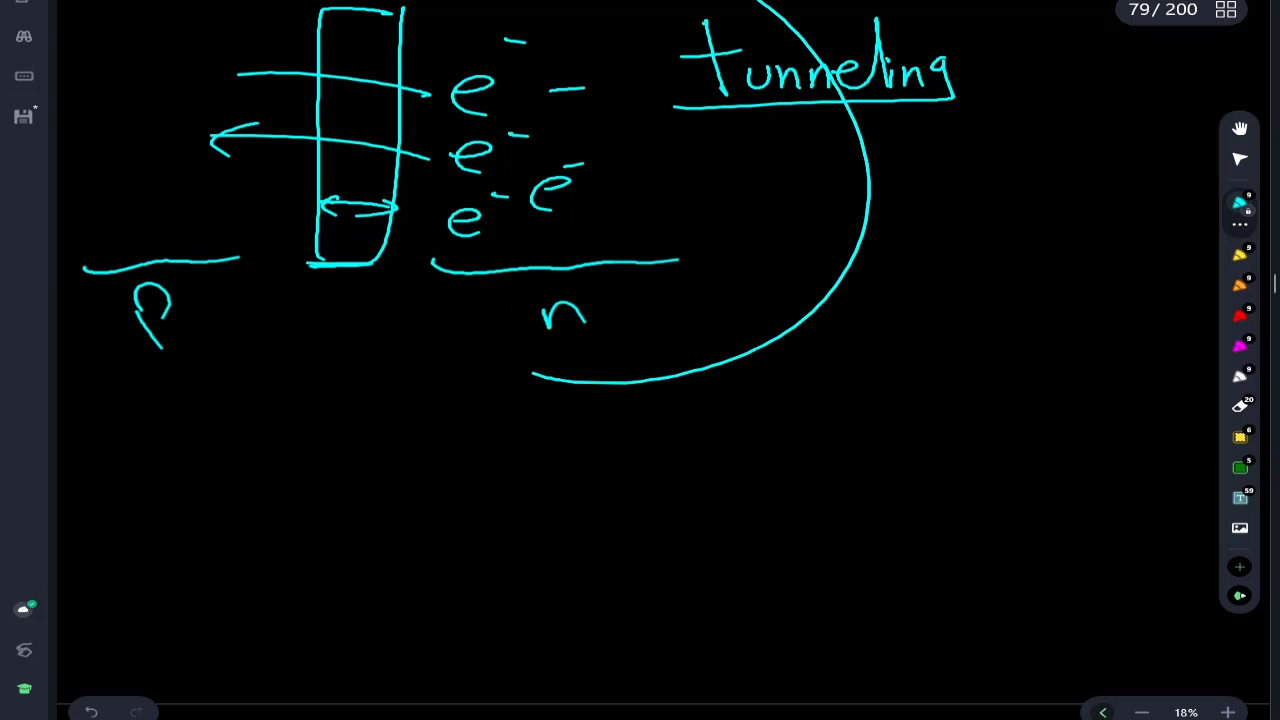 79/200
tunneling
e⁻ -
e⁻
e⁻ e⁻
p n
18%